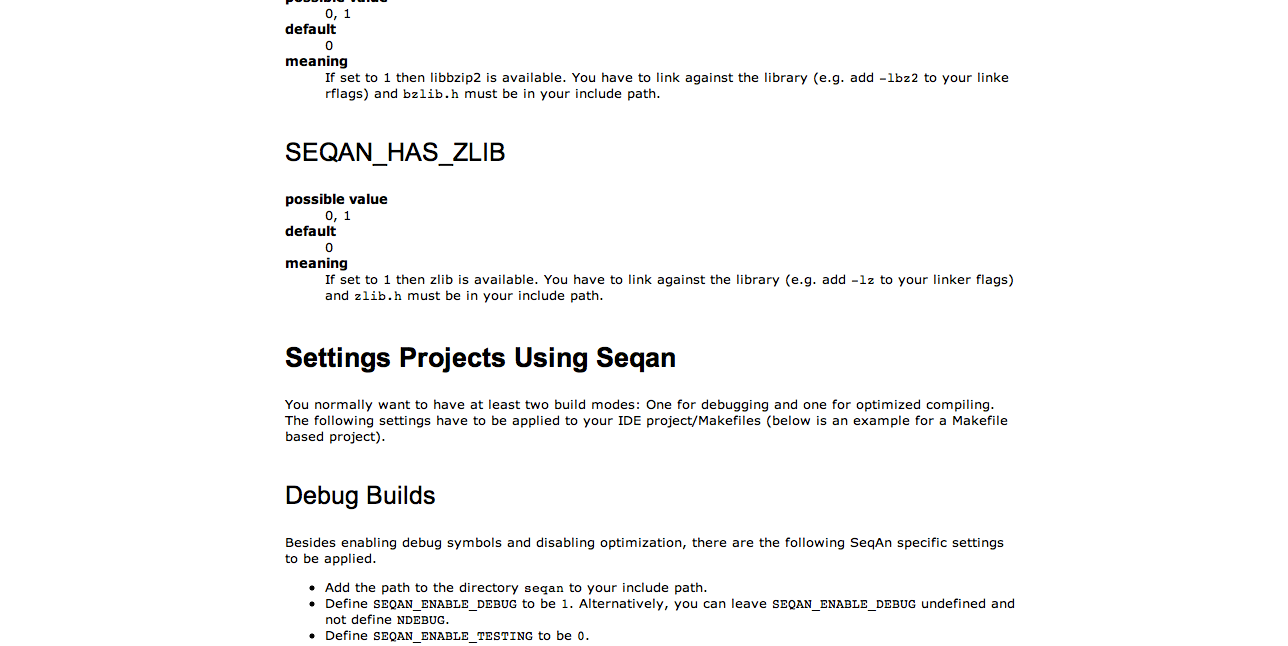 possible value
0, 1
default
0
meaning
If set to 1 then libbzip2 is available. You have to link against the library (e.g. add -lbz2 to your linke
rflags) and bzlib.h must be in your include path.
SEQAN_HAS_ZLIB
possible value
0, 1
default
0
meaning
If set to 1 then zlib is available. You have to link against the library (e.g. add -lz to your linker flags)
and zlib.h must be in your include path.
Settings Projects Using Seqan
You normally want to have at least two build modes: One for debugging and one for optimized compiling.
The following settings have to be applied to your IDE project/Makefiles (below is an example for a Makefile
based project).
Debug Builds
Besides enabling debug symbols and disabling optimization, there are the following SeqAn specific settings
to be applied.
• Add the path to the directory seqan to your include path.
• Define SEQAN_ENABLE_DEBUG to be 1. Alternatively, you can leave SEQAN_ENABLE_DEBUG undefined and
not define NDEBUG.
• Define SEQAN_ENABLE_TESTING to be 0.